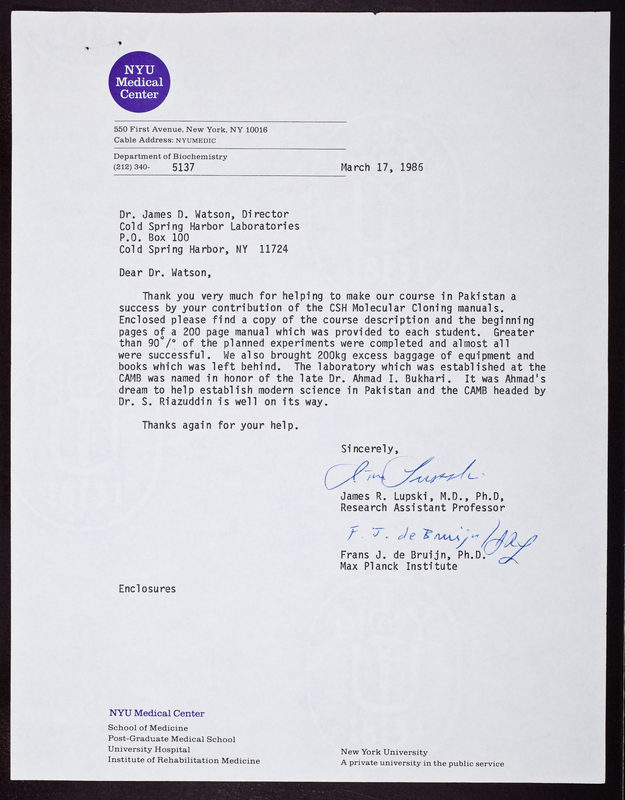 NYU
Medical
Center
550 First Avenue, New York, NY 10016
Cable Address: NYUMEDIC
Department of Biochemistry
(212) 340- 5137
March 17, 1986
Dr. James D. Watson, Director
Cold Spring Harbor Laboratories
P.O. Box 100
Cold Spring Harbor, NY 11724
Dear Dr. Watson,
Thank you very much for helping to make our course in Pakistan a
success by your contribution of the CSH Molecular Cloning manuals.
Enclosed please find a copy of the course description and the beginning
pages of a 200 page manual which was provided to each student. Greater
than 90°/° of the planned experiments were completed and almost all
were successful. We also brought 200kg excess baggage of equipment and
books which was left behind. The laboratory which was established at the
CAMB was named in honor of the late Dr. Ahmad I. Bukhari. It was Ahmad's
dream to help establish modern science in Pakistan and the CAMB headed by
Dr. S. Riazuddin is well on its way.
Thanks again for your help.
Sincerely,
Jim Lupski
James R. Lupski, M.D., Ph.D,
Research Assistant Professor
F. J. de Bruijn/JRL
Frans J. de Bruijn, Ph.D.
Max Planck Institute
Enclosures
NYU Medical Center
School of Medicine
Post-Graduate Medical School
University Hospital
Institute of Rehabilitation Medicine
New York University
A private university in the public service